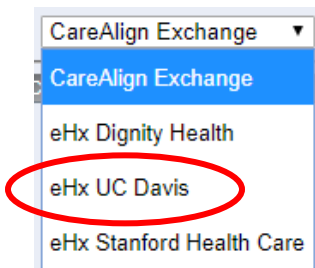 CareAlign Exchange ▼
CareAlign Exchange
eHx Dignity Health
eHx UC Davis
eHx Stanford Health Care